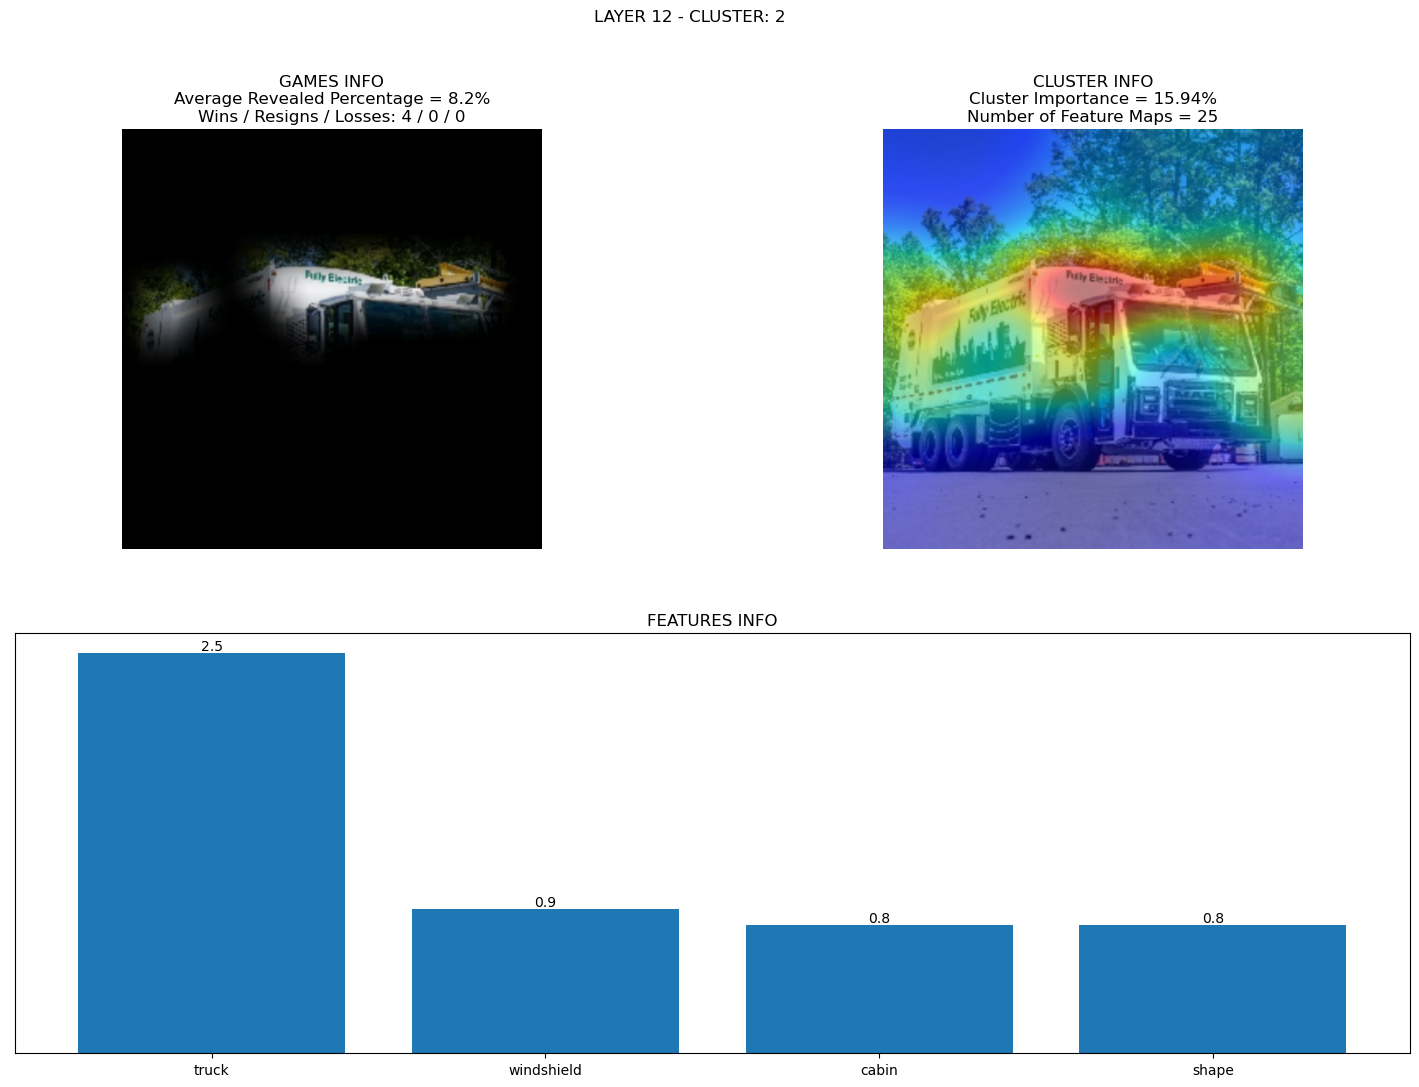 LAYER 12 - CLUSTER: 2
GAMES INFO
Average Revealed Percentage = 8.2%
Wins / Resigns / Losses: 4 / 0 / 0
CLUSTER INFO
Cluster Importance = 15.94%
Number of Feature Maps = 25
Fully Electric
Fully Electric
Fully Electric
FEATURES INFO
2.5
0.9
0.8
0.8
truck
windshield
cabin
shape